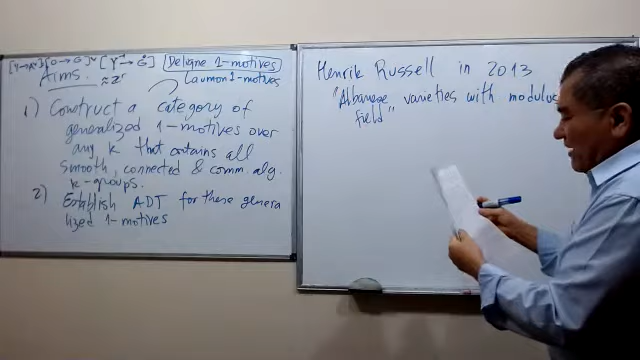 Aims.
Deligne 1-motives
Laumon 1-motives
1) Construct a category of
generalized 1-motives over
any k that contains all
smooth, connected & comm. alg.
k-groups.
2) Establish ADT for these genera
lized 1-motives
Henrik Russell in 2013
"Albanese varieties with modulus
field"